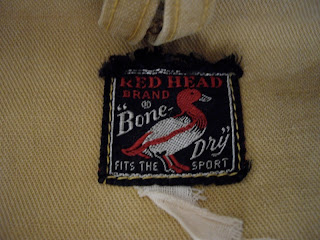 RED HEAD
BRAND ®
"Bone-
Dry"
FITS THE SPORT